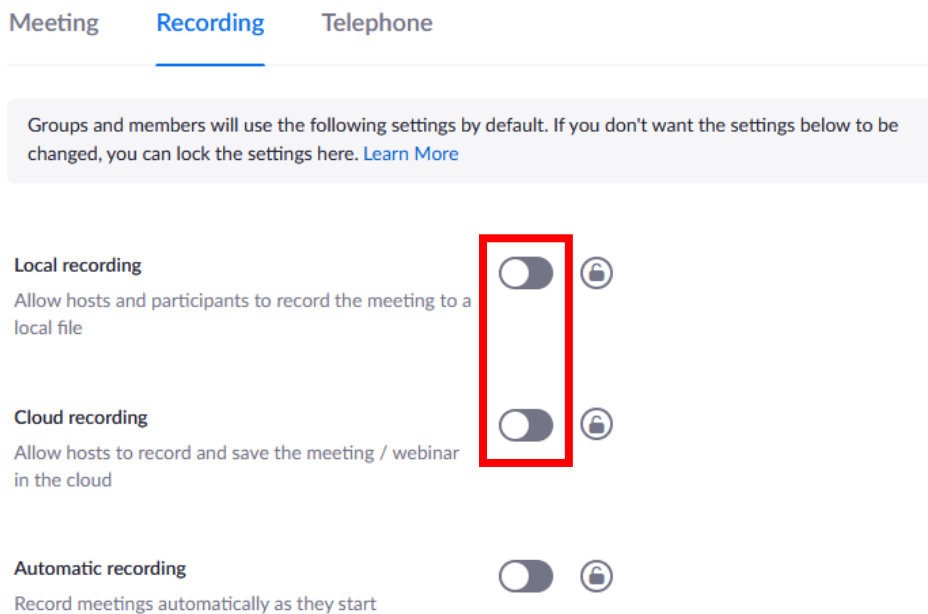 Meeting Recording Telephone
Groups and members will use the following settings by default. If you don't want the settings below to be
changed, you can lock the settings here. Learn More
Local recording
Allow hosts and participants to record the meeting to a
local file
Cloud recording
Allow hosts to record and save the meeting / webinar
in the cloud
Automatic recording
Record meetings automatically as they start